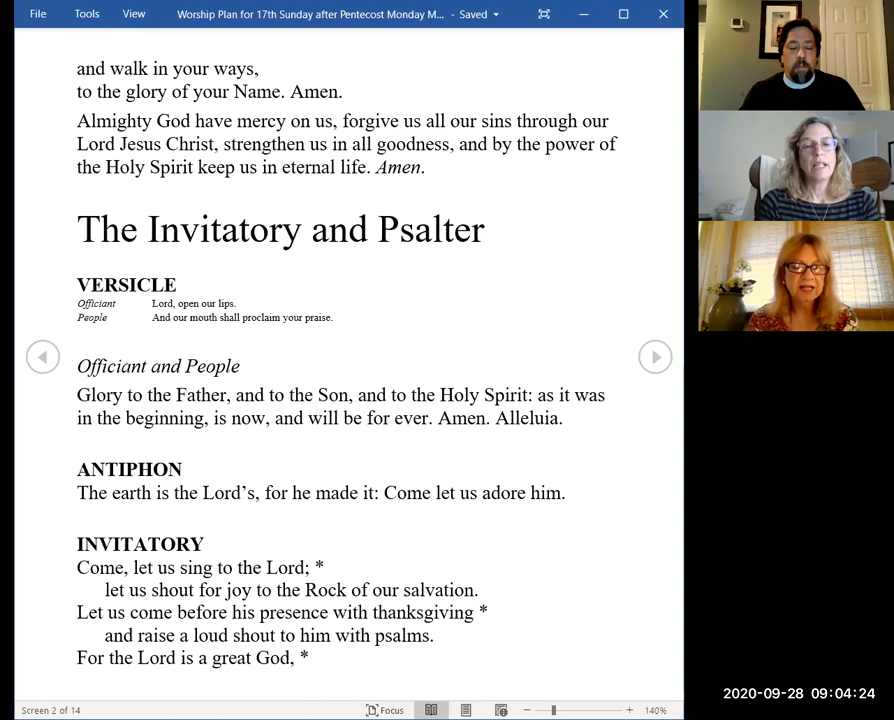 File Tools View Worship Plan for 17th Sunday after Pentecost Monday M... - Saved
and walk in your ways,
to the glory of your Name. Amen.
Almighty God have mercy on us, forgive us all our sins through our
Lord Jesus Christ, strengthen us in all goodness, and by the power of
the Holy Spirit keep us in eternal life. Amen.
The Invitatory and Psalter
VERSICLE
Officiant Lord, open our lips.
People And our mouth shall proclaim your praise.
Officiant and People
Glory to the Father, and to the Son, and to the Holy Spirit: as it was
in the beginning, is now, and will be for ever. Amen. Alleluia.
ANTIPHON
The earth is the Lord’s, for he made it: Come let us adore him.
INVITATORY
Come, let us sing to the Lord; *
let us shout for joy to the Rock of our salvation.
Let us come before his presence with thanksgiving *
and raise a loud shout to him with psalms.
For the Lord is a great God, *
Screen 2 of 14 Focus 140%
2020-09-28 09:04:24